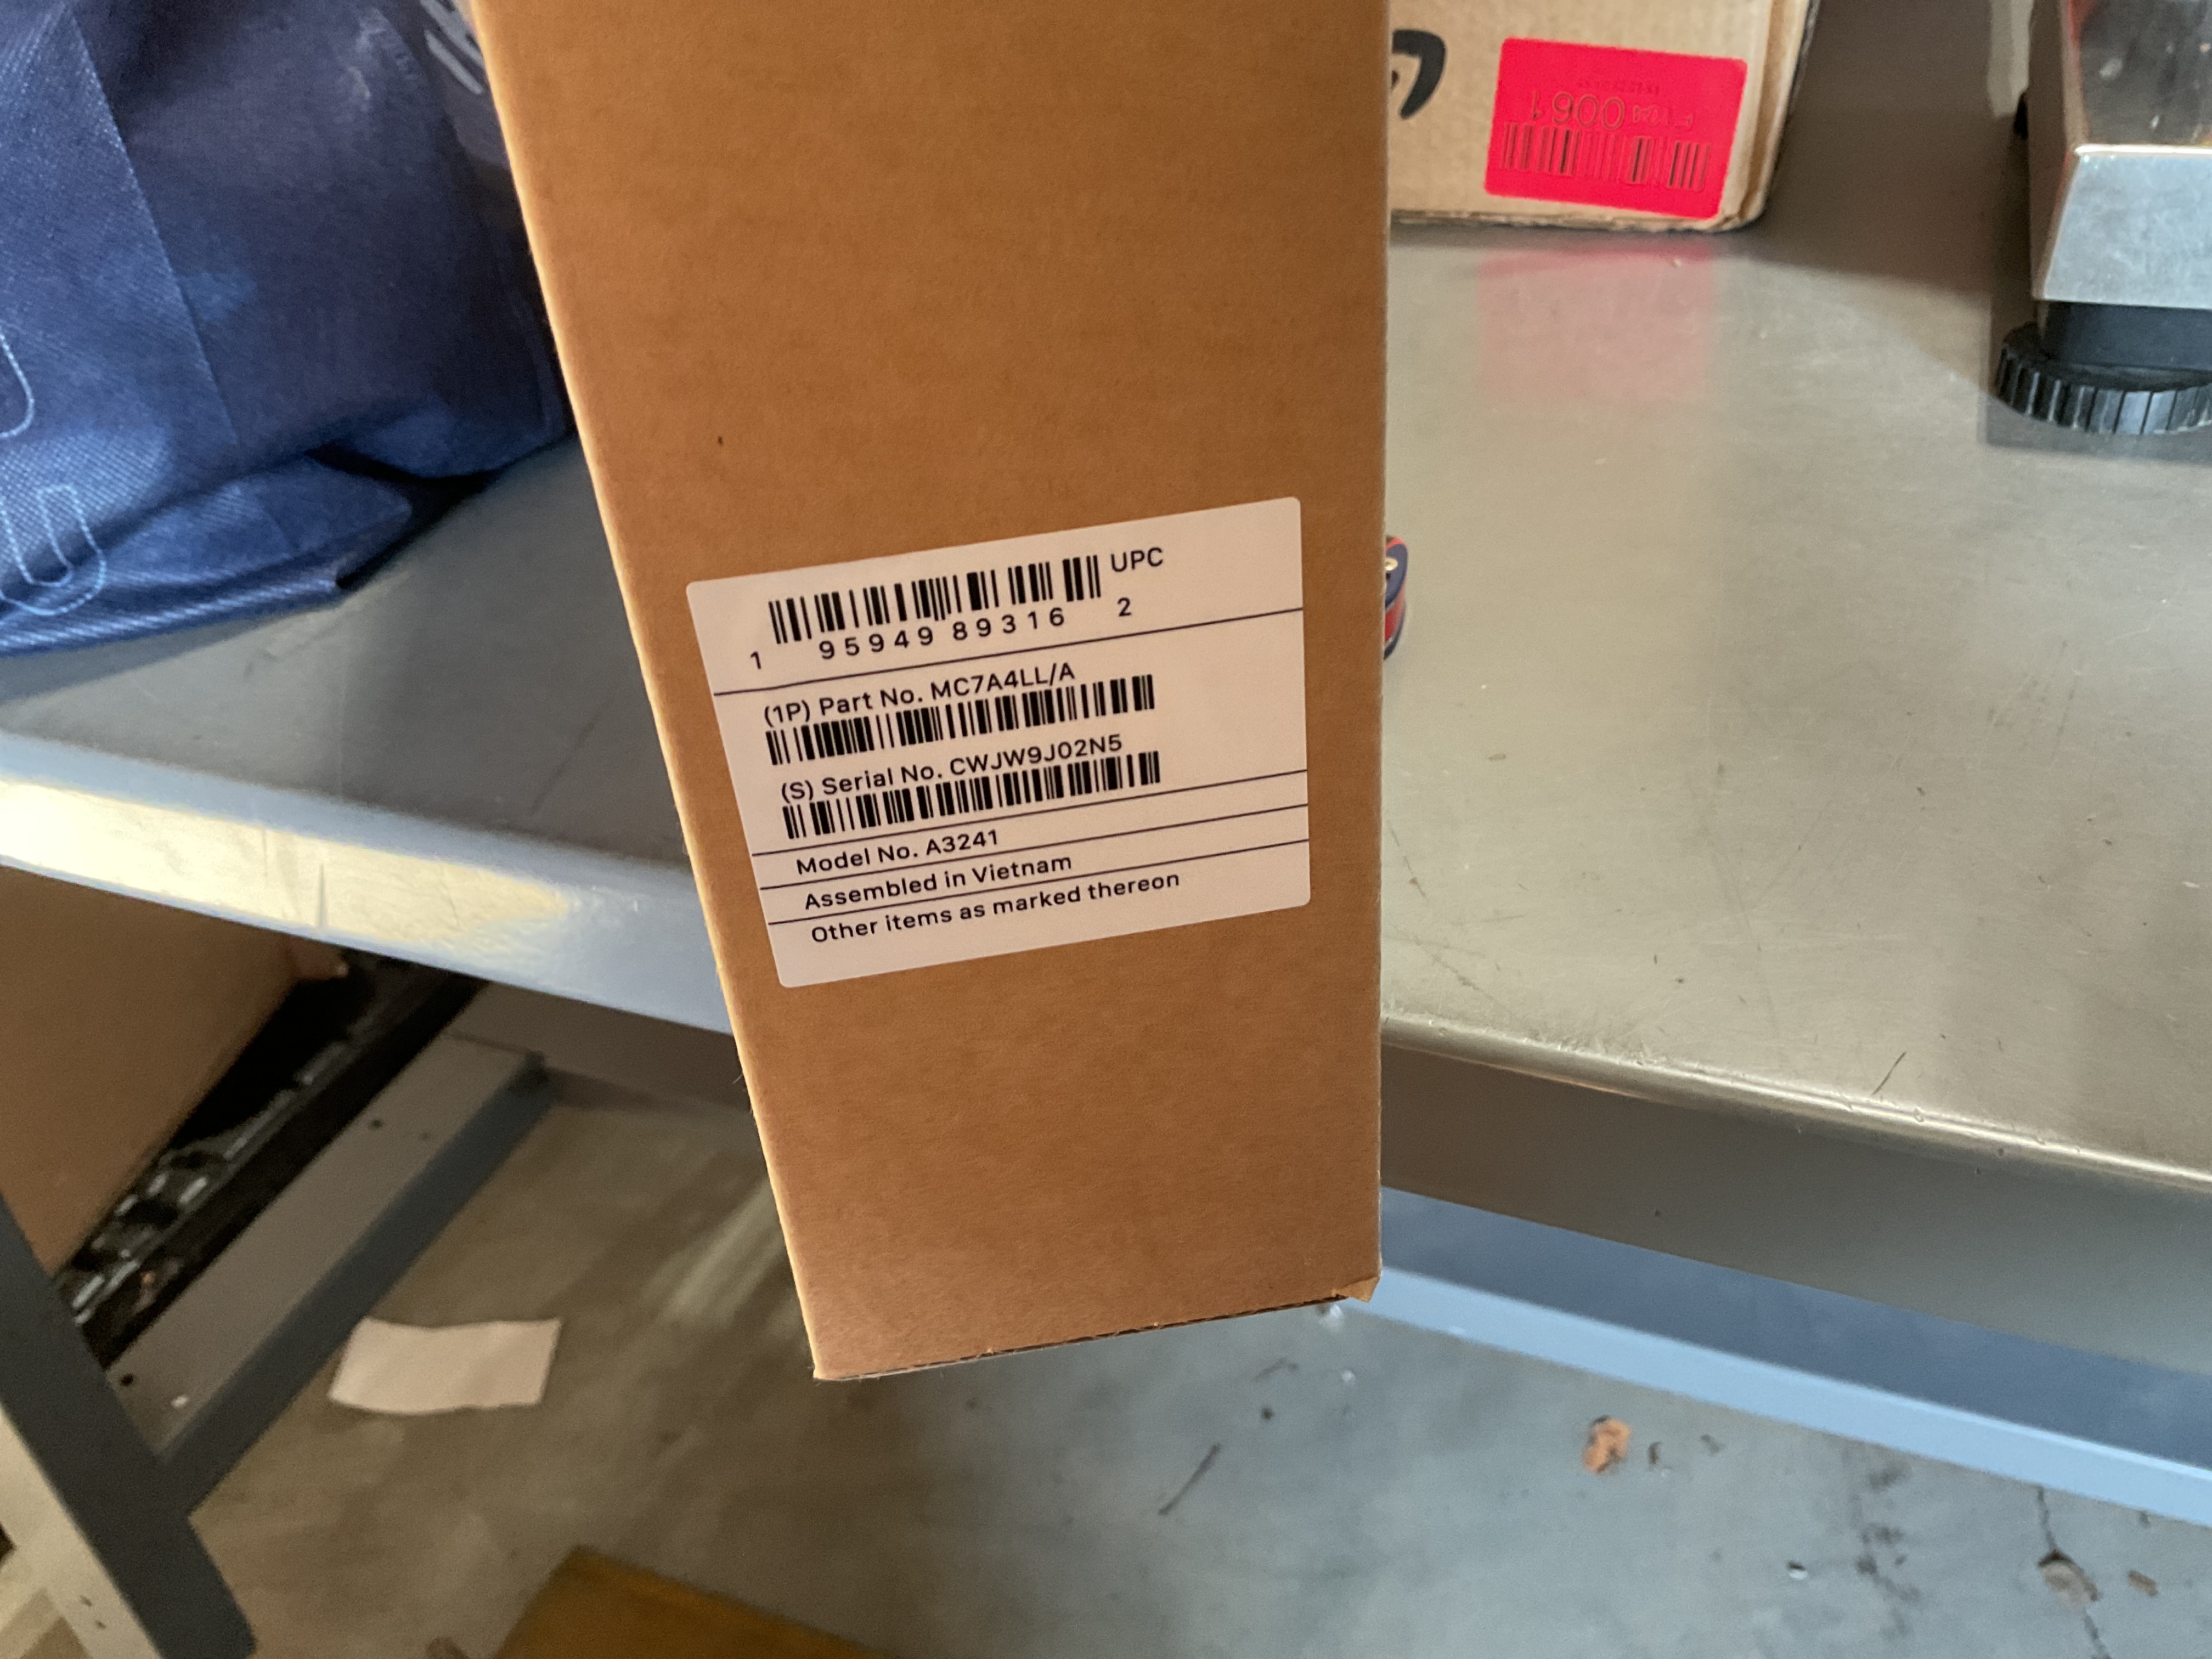 UPC
1 95949 89316 2
(1P) Part No. MC7A4LL/A
(S) Serial No. CWJW9J02N5
Model No. A3241
Assembled in Vietnam
Other items as marked thereon